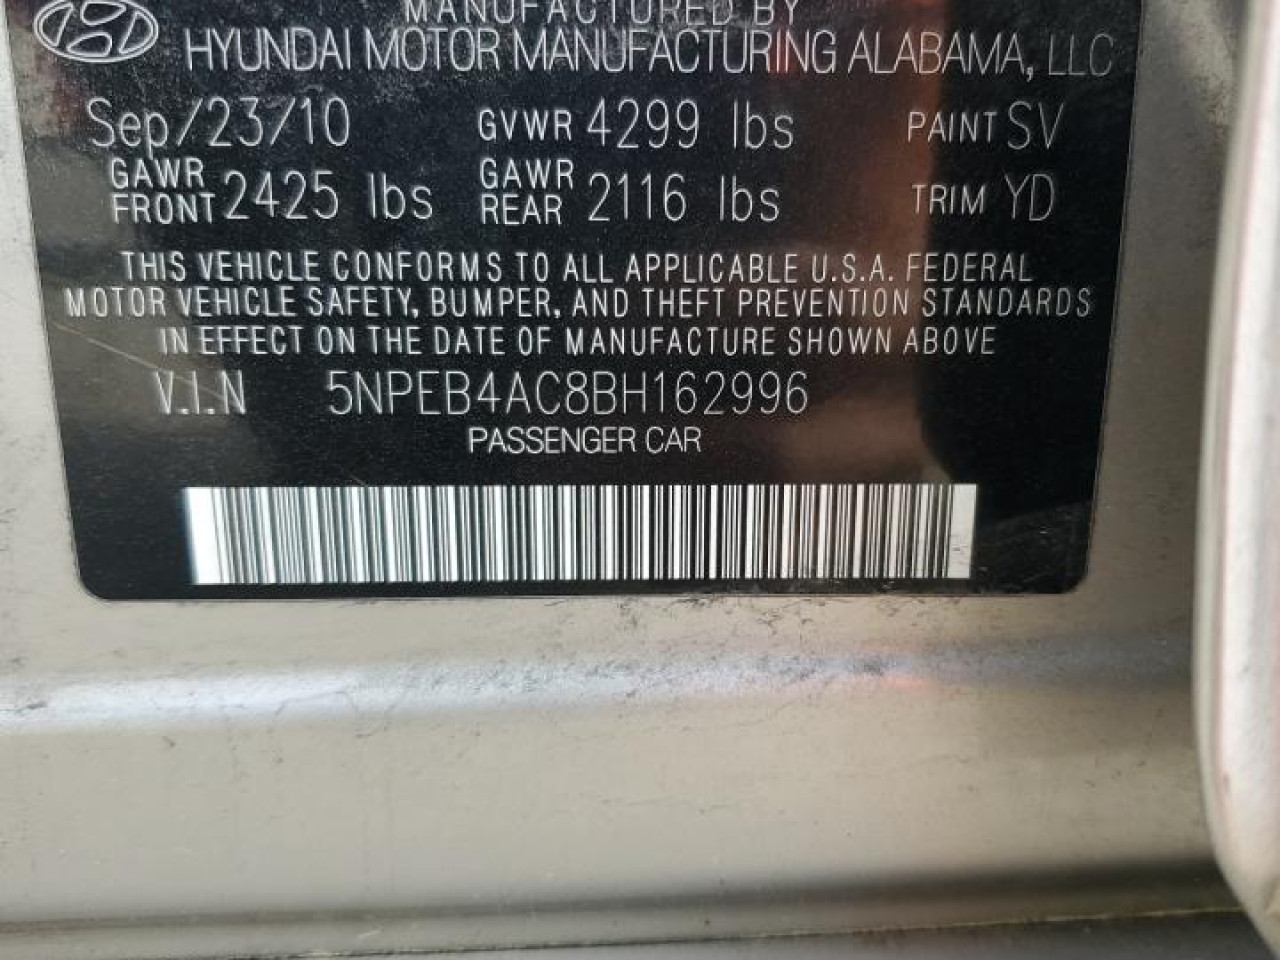 MANUFACTURED BY
HYUNDAI MOTOR MANUFACTURING ALABAMA, LLC
Sep/23/10 GVWR 4299 lbs PAINT SV
GAWR FRONT 2425 lbs GAWR REAR 2116 lbs TRIM YD
THIS VEHICLE CONFORMS TO ALL APPLICABLE U.S.A. FEDERAL
MOTOR VEHICLE SAFETY, BUMPER, AND THEFT PREVENTION STANDARDS
IN EFFECT ON THE DATE OF MANUFACTURE SHOWN ABOVE
V.I.N 5NPEB4AC8BH162996
PASSENGER CAR